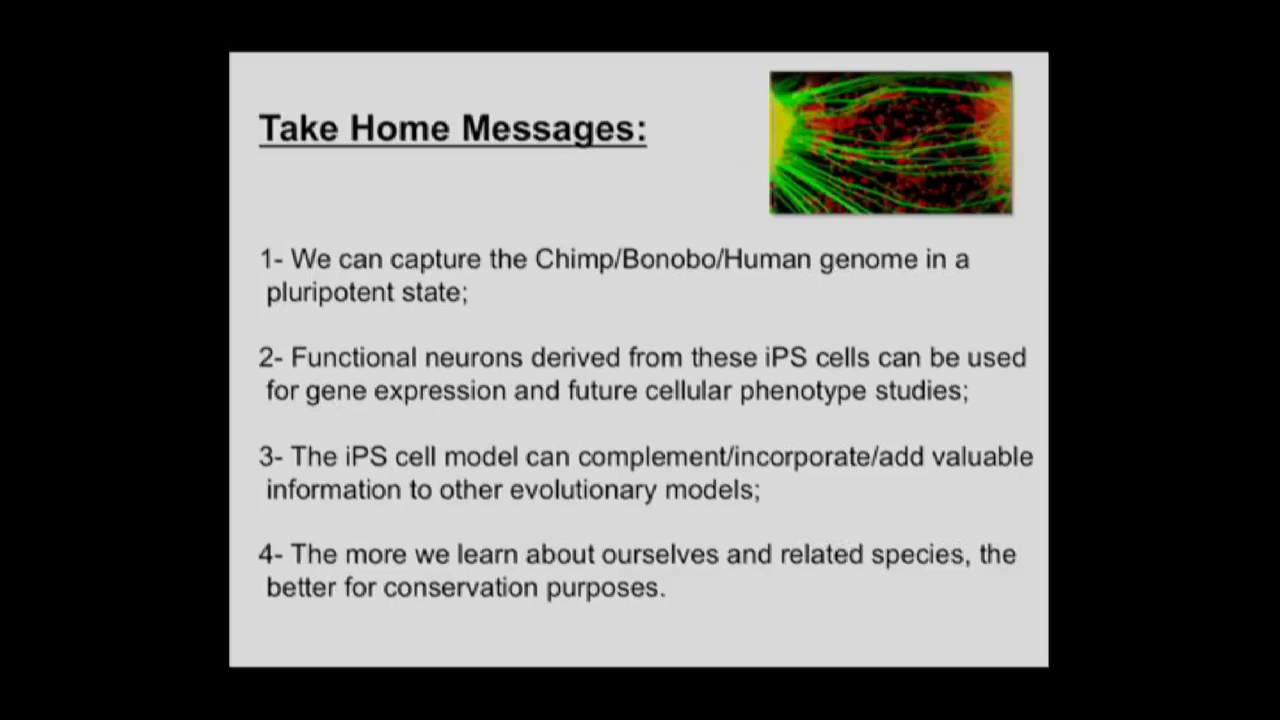 Take Home Messages:
1- We can capture the Chimp/Bonobo/Human genome in a
pluripotent state;
2- Functional neurons derived from these iPS cells can be used
for gene expression and future cellular phenotype studies;
3- The iPS cell model can complement/incorporate/add valuable
information to other evolutionary models;
4- The more we learn about ourselves and related species, the
better for conservation purposes.